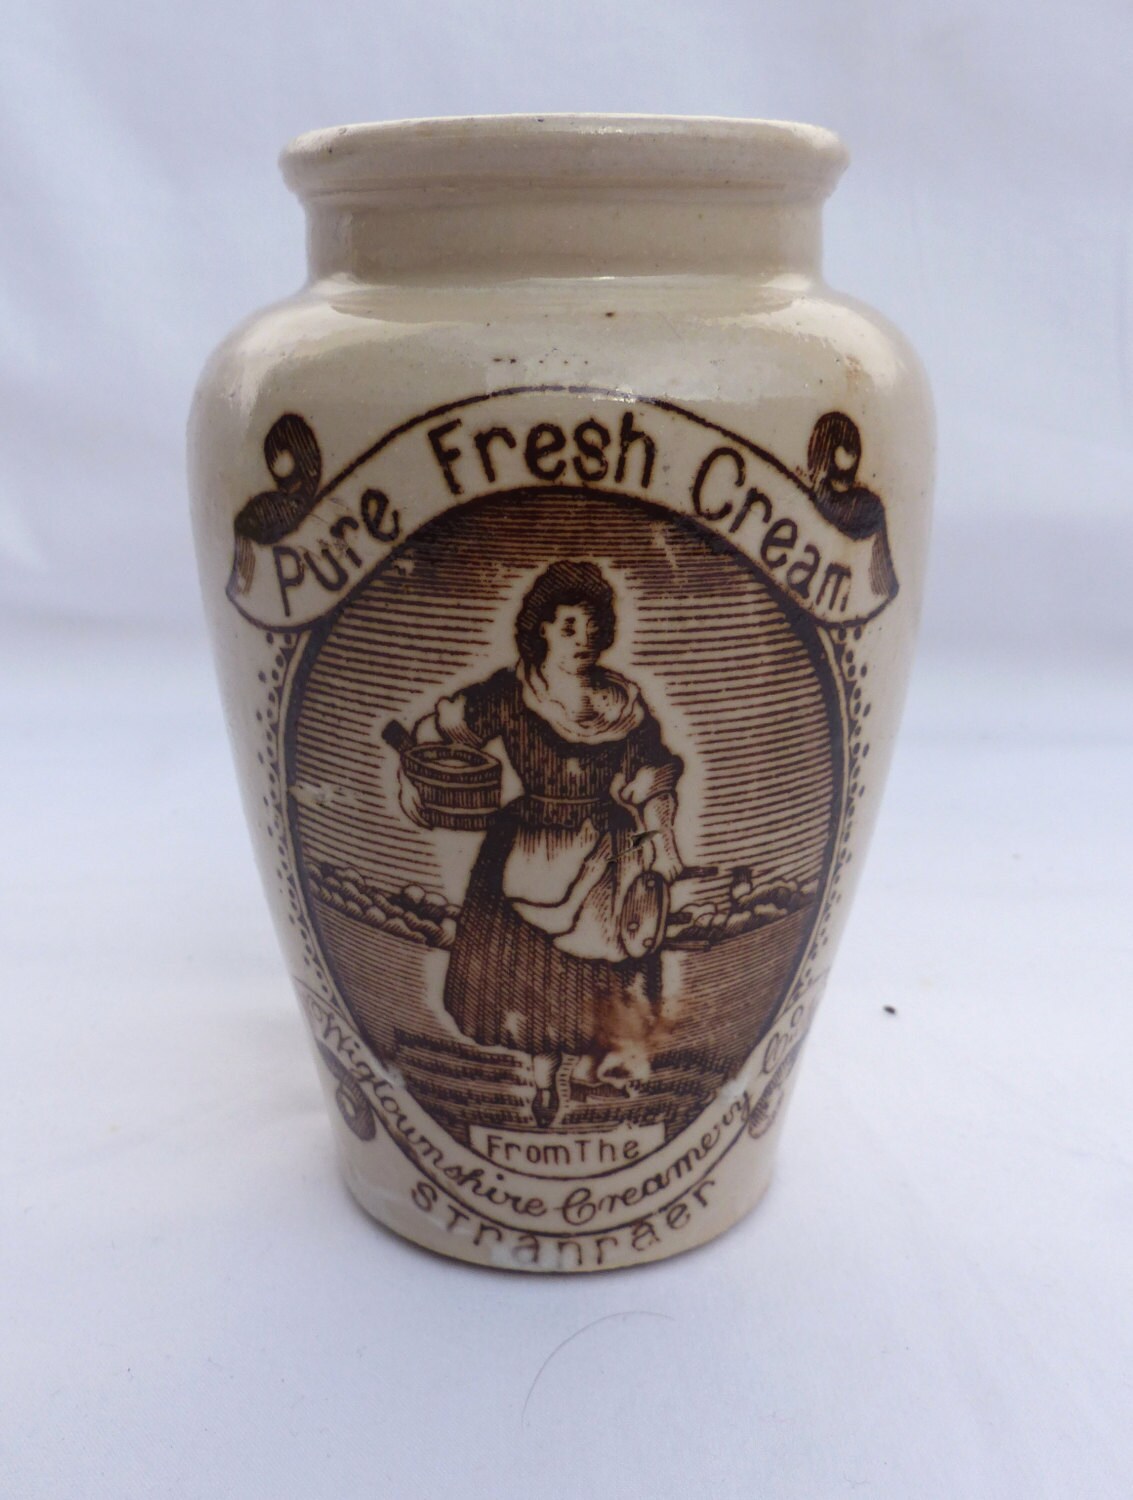 Pure Fresh Cream
From The
Wigtownshire Creamery Co.
Stranraer